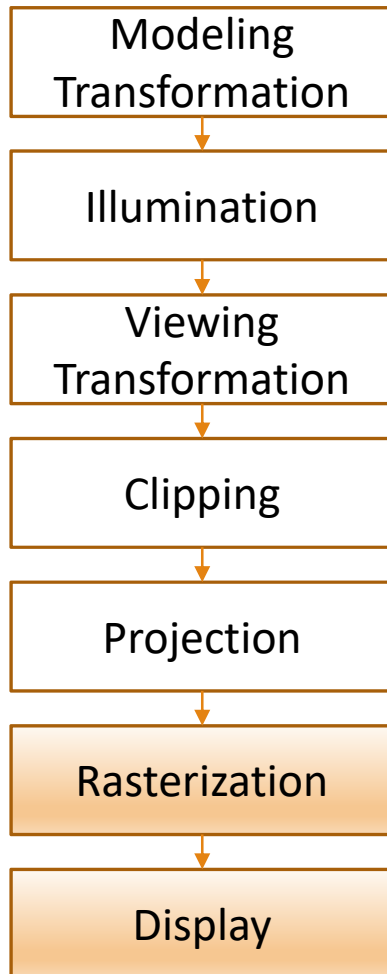 Modeling
Transformation
Illumination
Viewing
Transformation
Clipping
Projection
Rasterization
Display